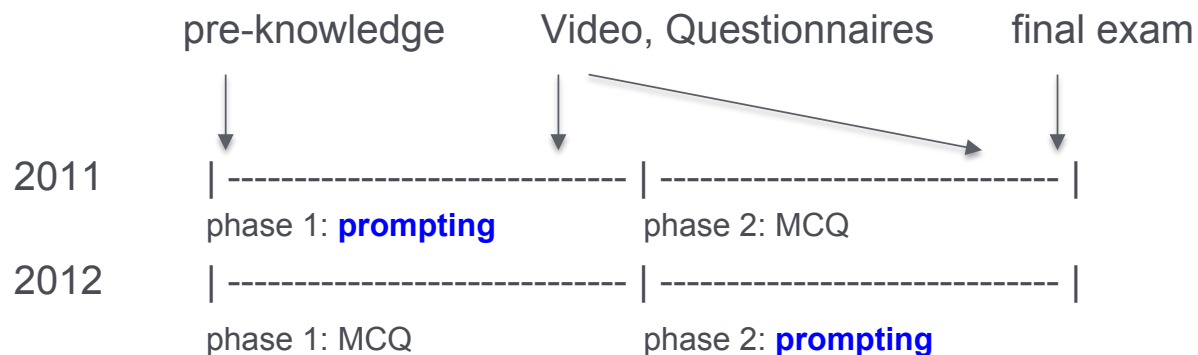 pre-knowledge Video, Questionnaires final exam
2011 | ------------------------------ | ------------------------------ |
phase 1: prompting phase 2: MCQ
2012 | ------------------------------ | ------------------------------ |
phase 1: MCQ phase 2: prompting